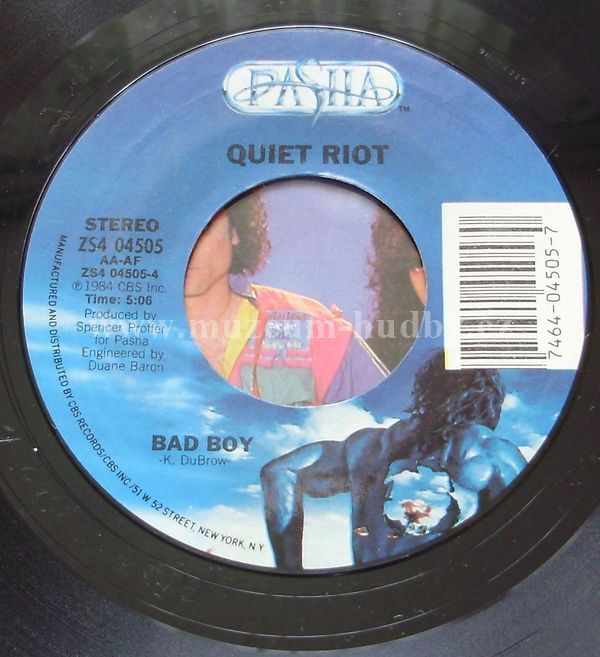 PASHA
TM
QUIET RIOT
STEREO
ZS4 04505
AA-AF
ZS4 04505-4
℗ 1984 CBS Inc.
Time: 5:06
Produced by
Spencer Proffer
for Pasha
Engineered by
Duane Baron
7464-04505-7
www.muzeum-hudby.cz
BAD BOY
-K. DuBrow-
MANUFACTURED AND DISTRIBUTED BY CBS RECORDS/CBS INC/51 W 52 STREET, NEW YORK, N.Y